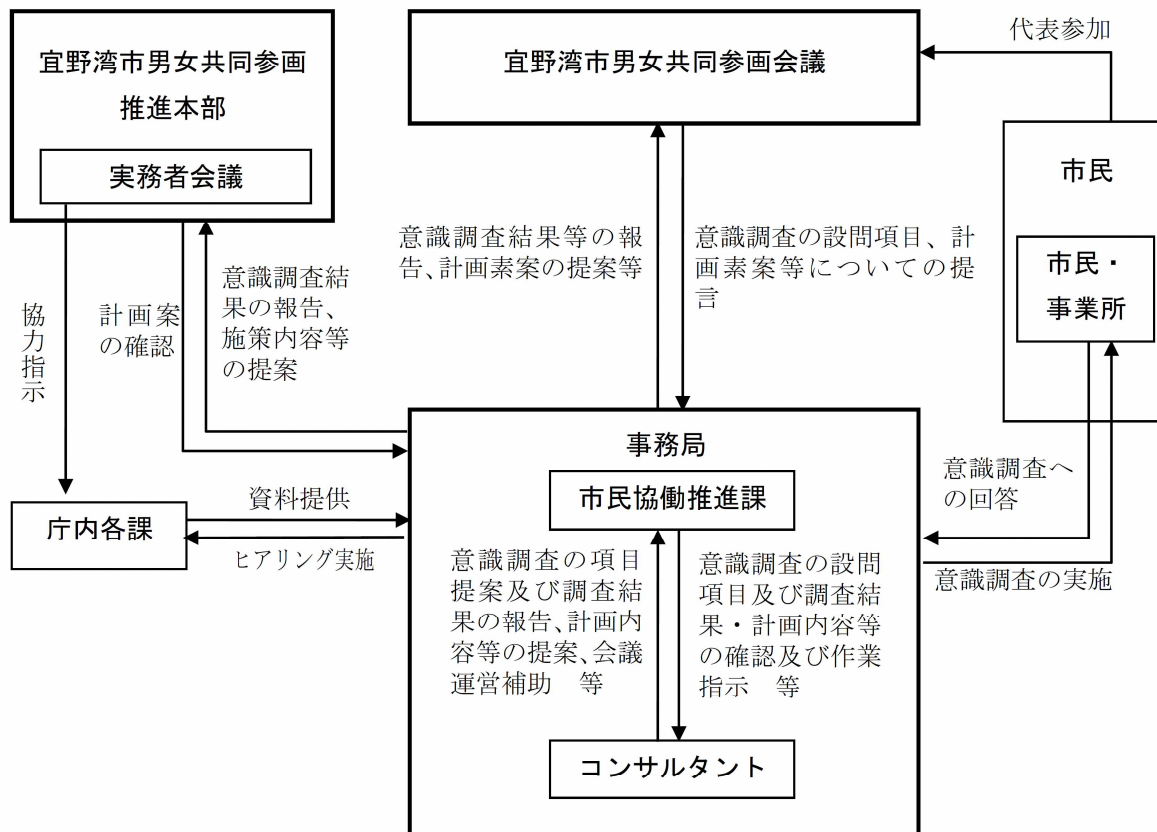 宜野湾市男女共同参画
推進本部
実務者会議
宜野湾市男女共同参画会議
代表参加
市民
市民・
事業所
協力指示
計画案
の確認
意識調査結
果の報告、
施策内容等
の提案
意識調査結果等の報
告、計画素案の提案等
意識調査の設問項目、計
画素案等についての提
言
庁内各課
資料提供
ヒアリング実施
事務局
市民協働推進課
意識調査の項目
提案及び調査結
果の報告、計画内
容等の提案、会議
運営補助　等
意識調査の設問
項目及び調査結
果・計画内容等
の確認及び作業
指示　等
コンサルタント
意識調査へ
の回答
意識調査の実施